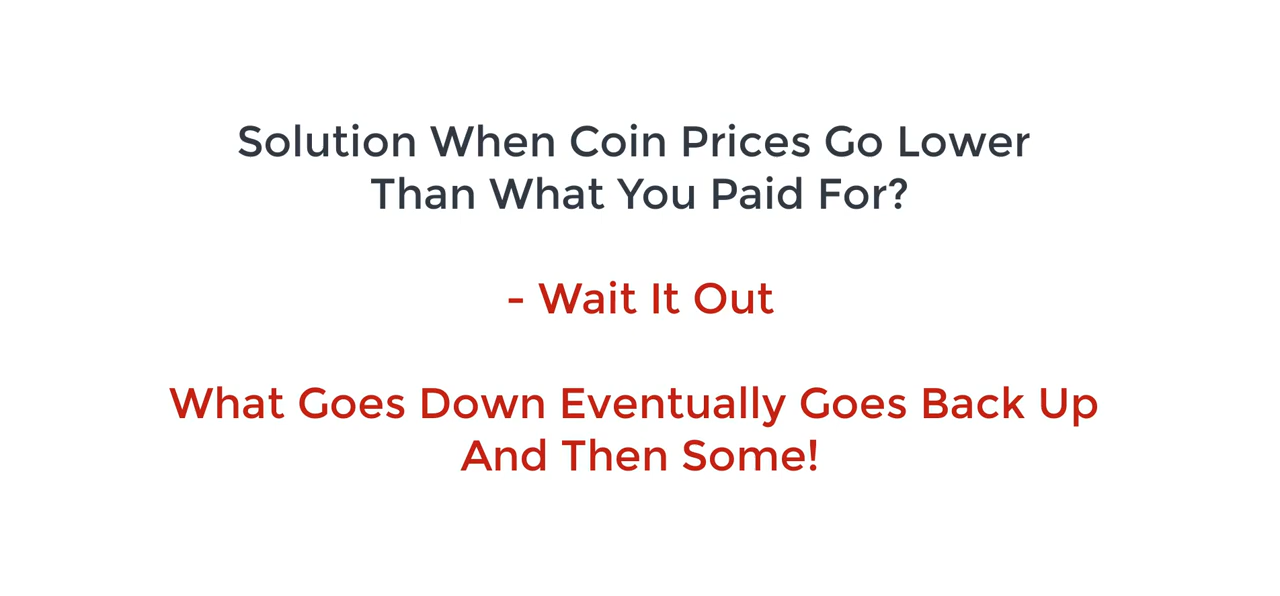 Solution When Coin Prices Go Lower
Than What You Paid For?
- Wait It Out
What Goes Down Eventually Goes Back Up
And Then Some!